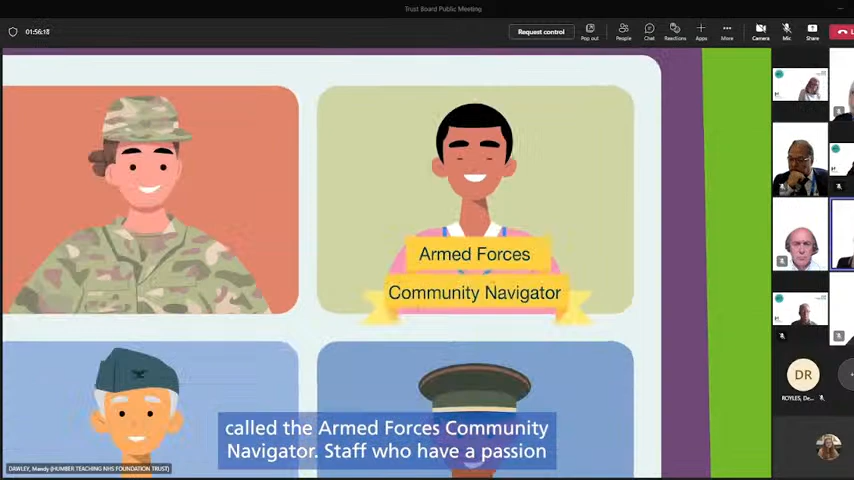 Trust Board Public Meeting
01:56:18
Request control
Pop out
People
Chat
Reactions
Apps
More
Camera
Mic
Share
Armed Forces
Community Navigator
called the Armed Forces Community
Navigator. Staff who have a passion
DR
ROYLES, De...
DAWLEY, Mandy (HUMBER TEACHING NHS FOUNDATION TRUST)